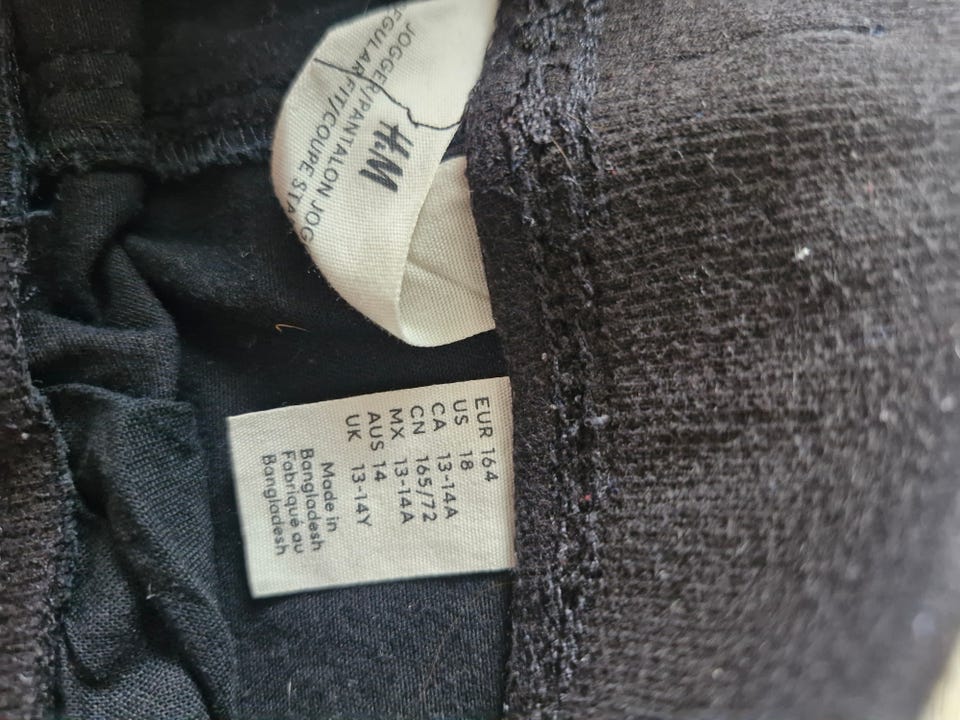 H&M
JOGGER/PANTALON JOG
EGULAR FIT/COUPE STA
EUR 164
US 18
CA 13-14A
CN 165/72
MX 13-14A
AUS 14
UK 13-14Y
Made in
Bangladesh
Fabriqué au
Bangladesh